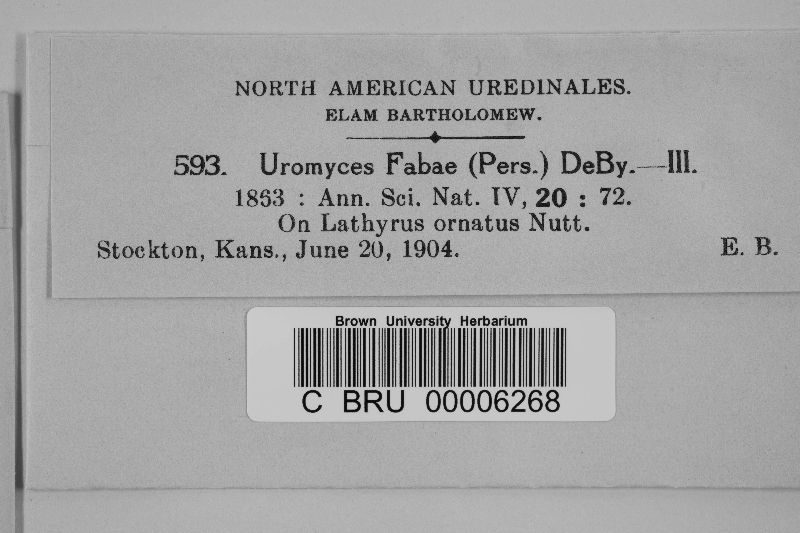 NORTH AMERICAN UREDINALES.
ELAM BARTHOLOMEW.
593. Uromyces Fabae (Pers.) DeBy.—III.
1863 : Ann. Sci. Nat. IV, 20 : 72.
On Lathyrus ornatus Nutt.
Stockton, Kans., June 20, 1904. E. B.
Brown University Herbarium
C BRU 00006268